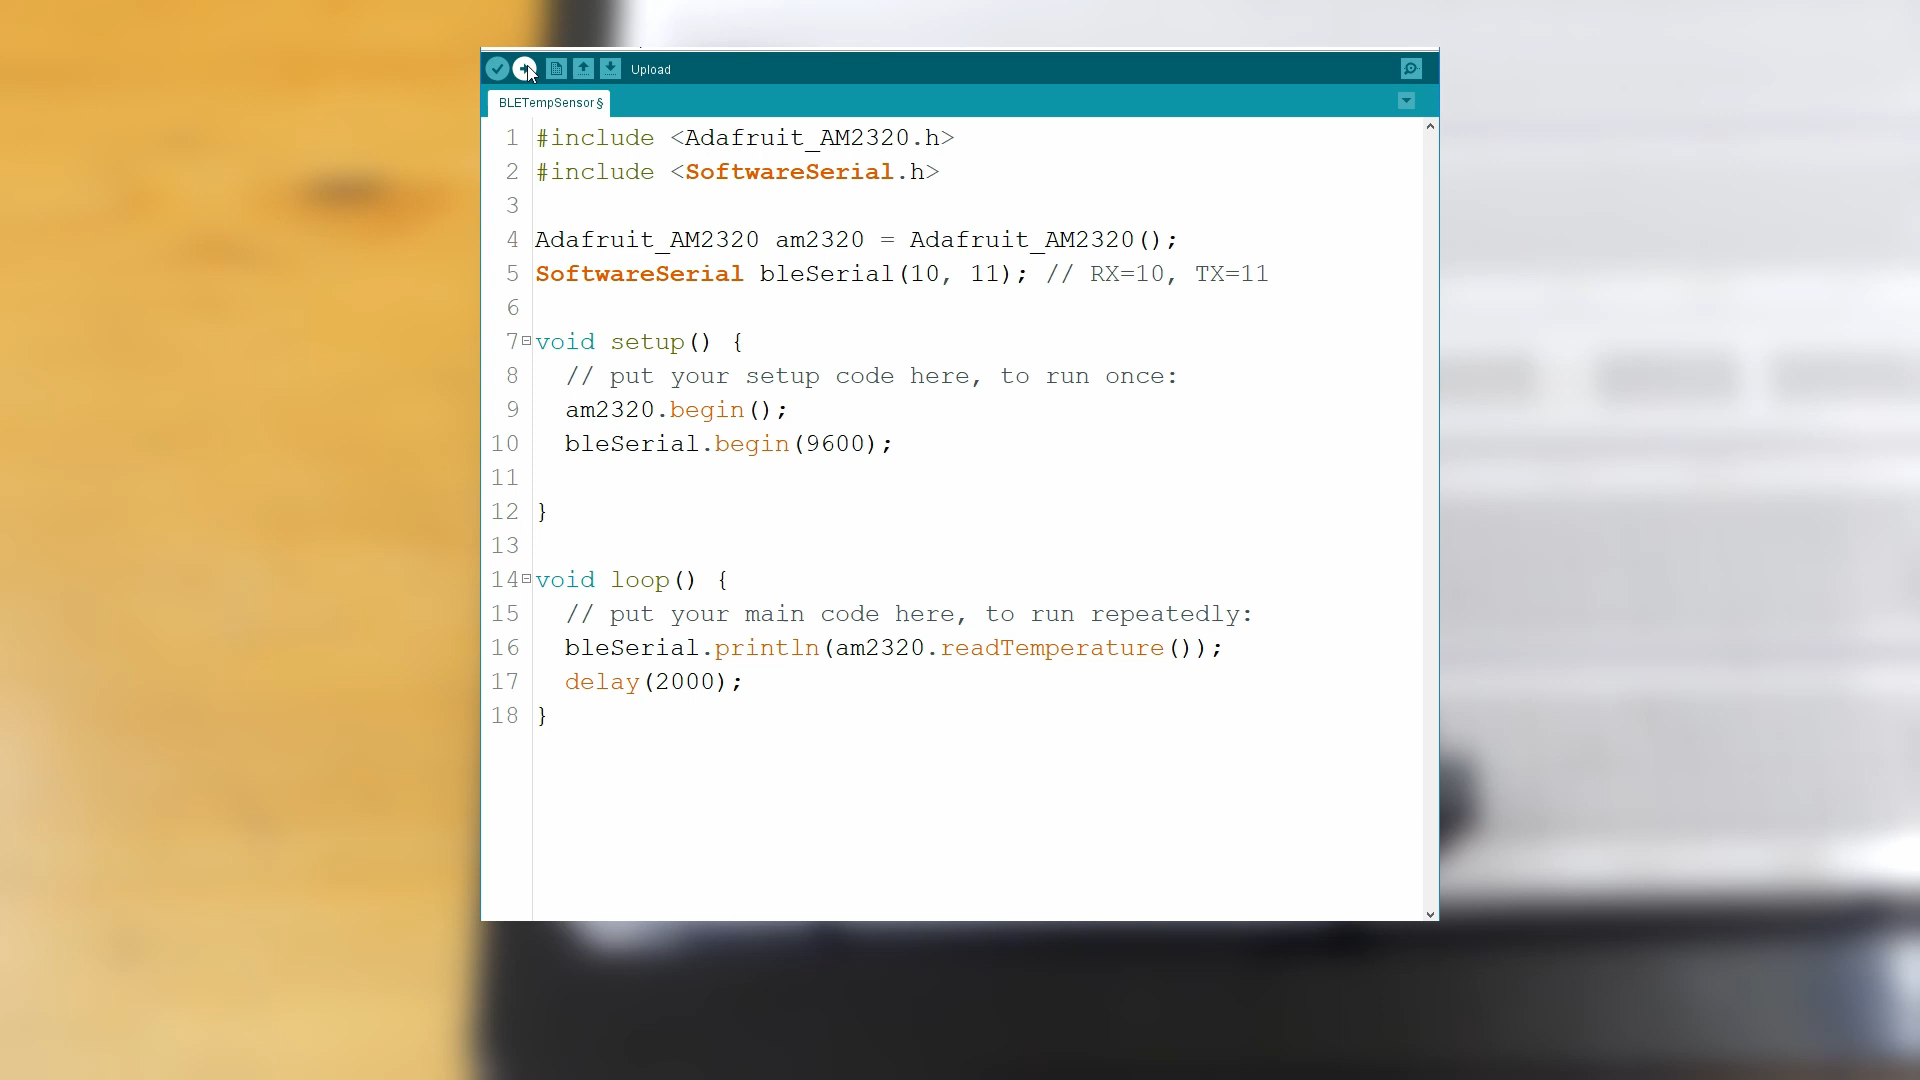 Upload
BLETempSensor §
1 #include <Adafruit_AM2320.h>
2 #include <SoftwareSerial.h>
3
4 Adafruit_AM2320 am2320 = Adafruit_AM2320();
5 SoftwareSerial bleSerial(10, 11); // RX=10, TX=11
6
7 void setup() {
8 // put your setup code here, to run once:
9 am2320.begin();
10 bleSerial.begin(9600);
11
12 }
13
14 void loop() {
15 // put your main code here, to run repeatedly:
16 bleSerial.println(am2320.readTemperature());
17 delay(2000);
18 }